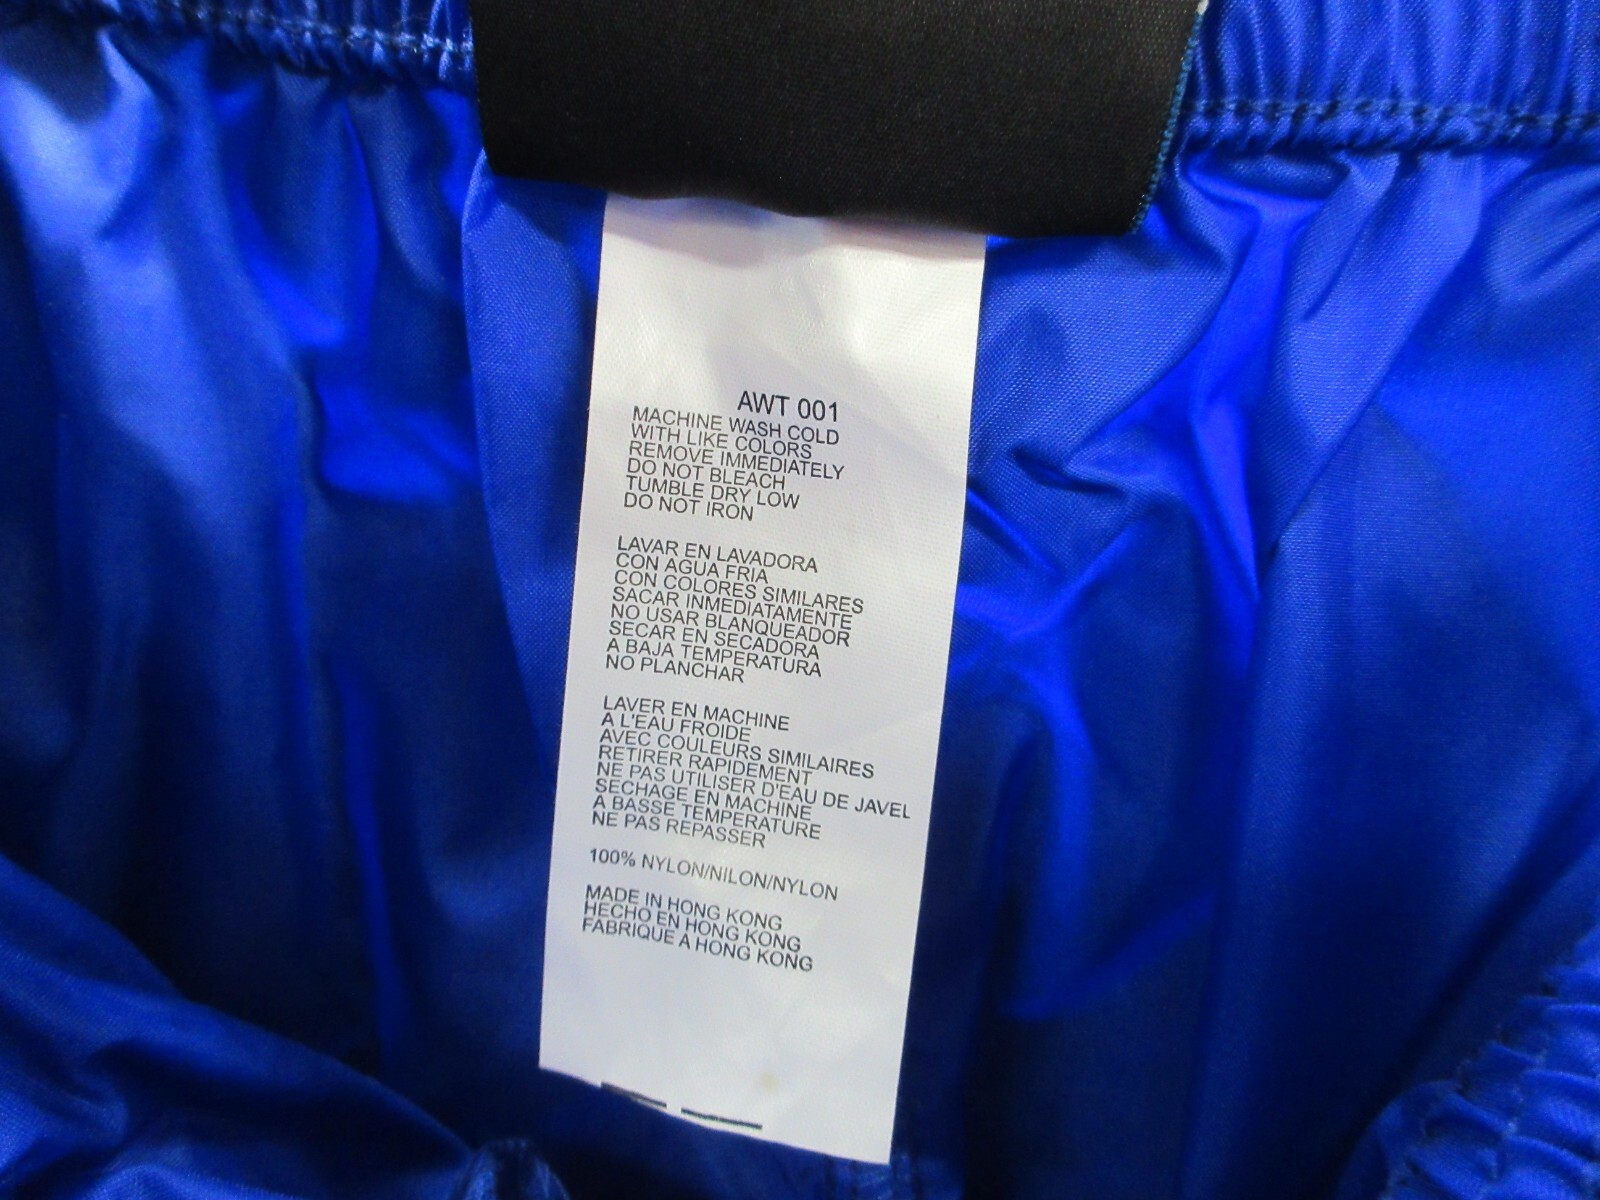 AWT 001
MACHINE WASH COLD
WITH LIKE COLORS
REMOVE IMMEDIATELY
DO NOT BLEACH
TUMBLE DRY LOW
DO NOT IRON
LAVAR EN LAVADORA
CON AGUA FRIA
CON COLORES SIMILARES
SACAR INMEDIATAMENTE
NO USAR BLANQUEADOR
SECAR EN SECADORA
A BAJA TEMPERATURA
NO PLANCHAR
LAVER EN MACHINE
A L'EAU FROIDE
AVEC COULEURS SIMILAIRES
RETIRER RAPIDEMENT
NE PAS UTILISER D'EAU DE JAVEL
SECHAGE EN MACHINE
A BASSE TEMPERATURE
NE PAS REPASSER
100% NYLON/NILON/NYLON
MADE IN HONG KONG
HECHO EN HONG KONG
FABRIQUE A HONG KONG